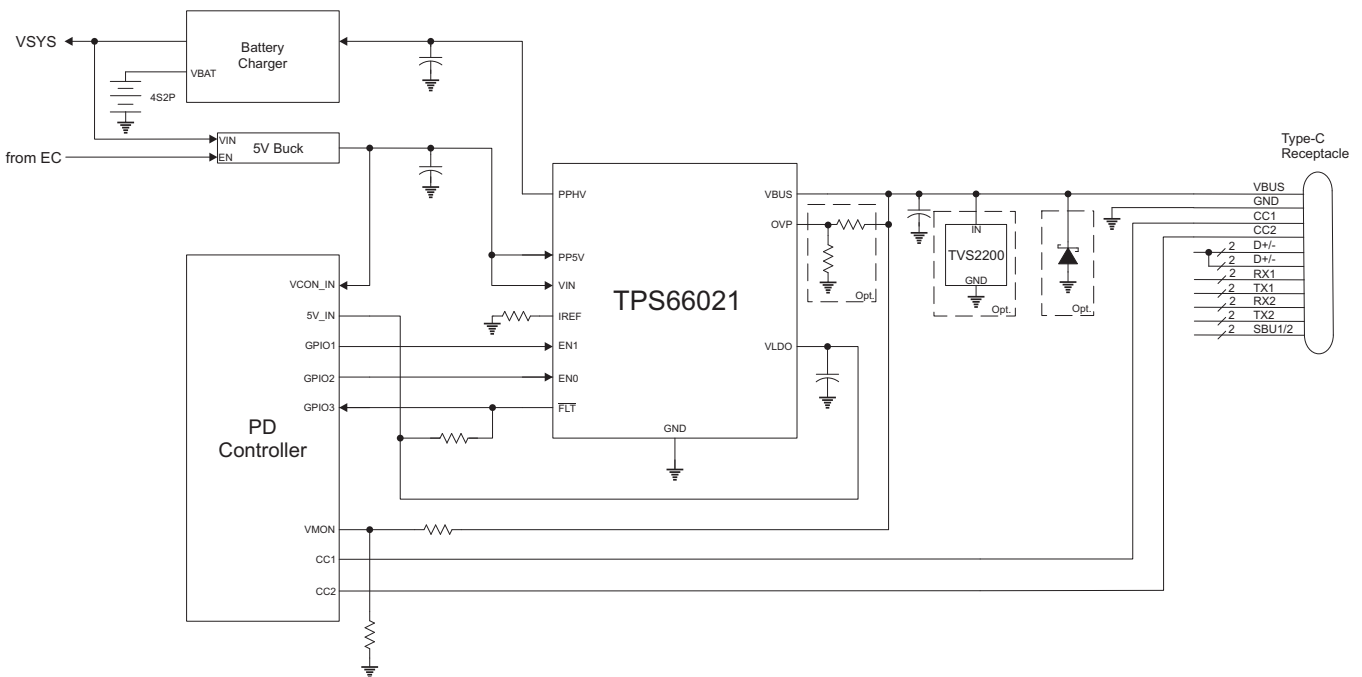 VSYS
Battery
Charger
VBAT
4S2P
from EC
VIN
EN
5V Buck
PPHV
PP5V
VIN
IREF
EN1
EN0
FLT
TPS66021
VBUS
OVP
VLDO
GND
Opt.
IN
TVS2200
GND
Opt.
Opt.
Type-C
Receptacle
VBUS
GND
CC1
CC2
2 D+/-
2 D+/-
2 RX1
2 TX1
2 RX2
2 TX2
2 SBU1/2
VCON_IN
5V_IN
GPIO1
GPIO2
GPIO3
PD
Controller
VMON
CC1
CC2